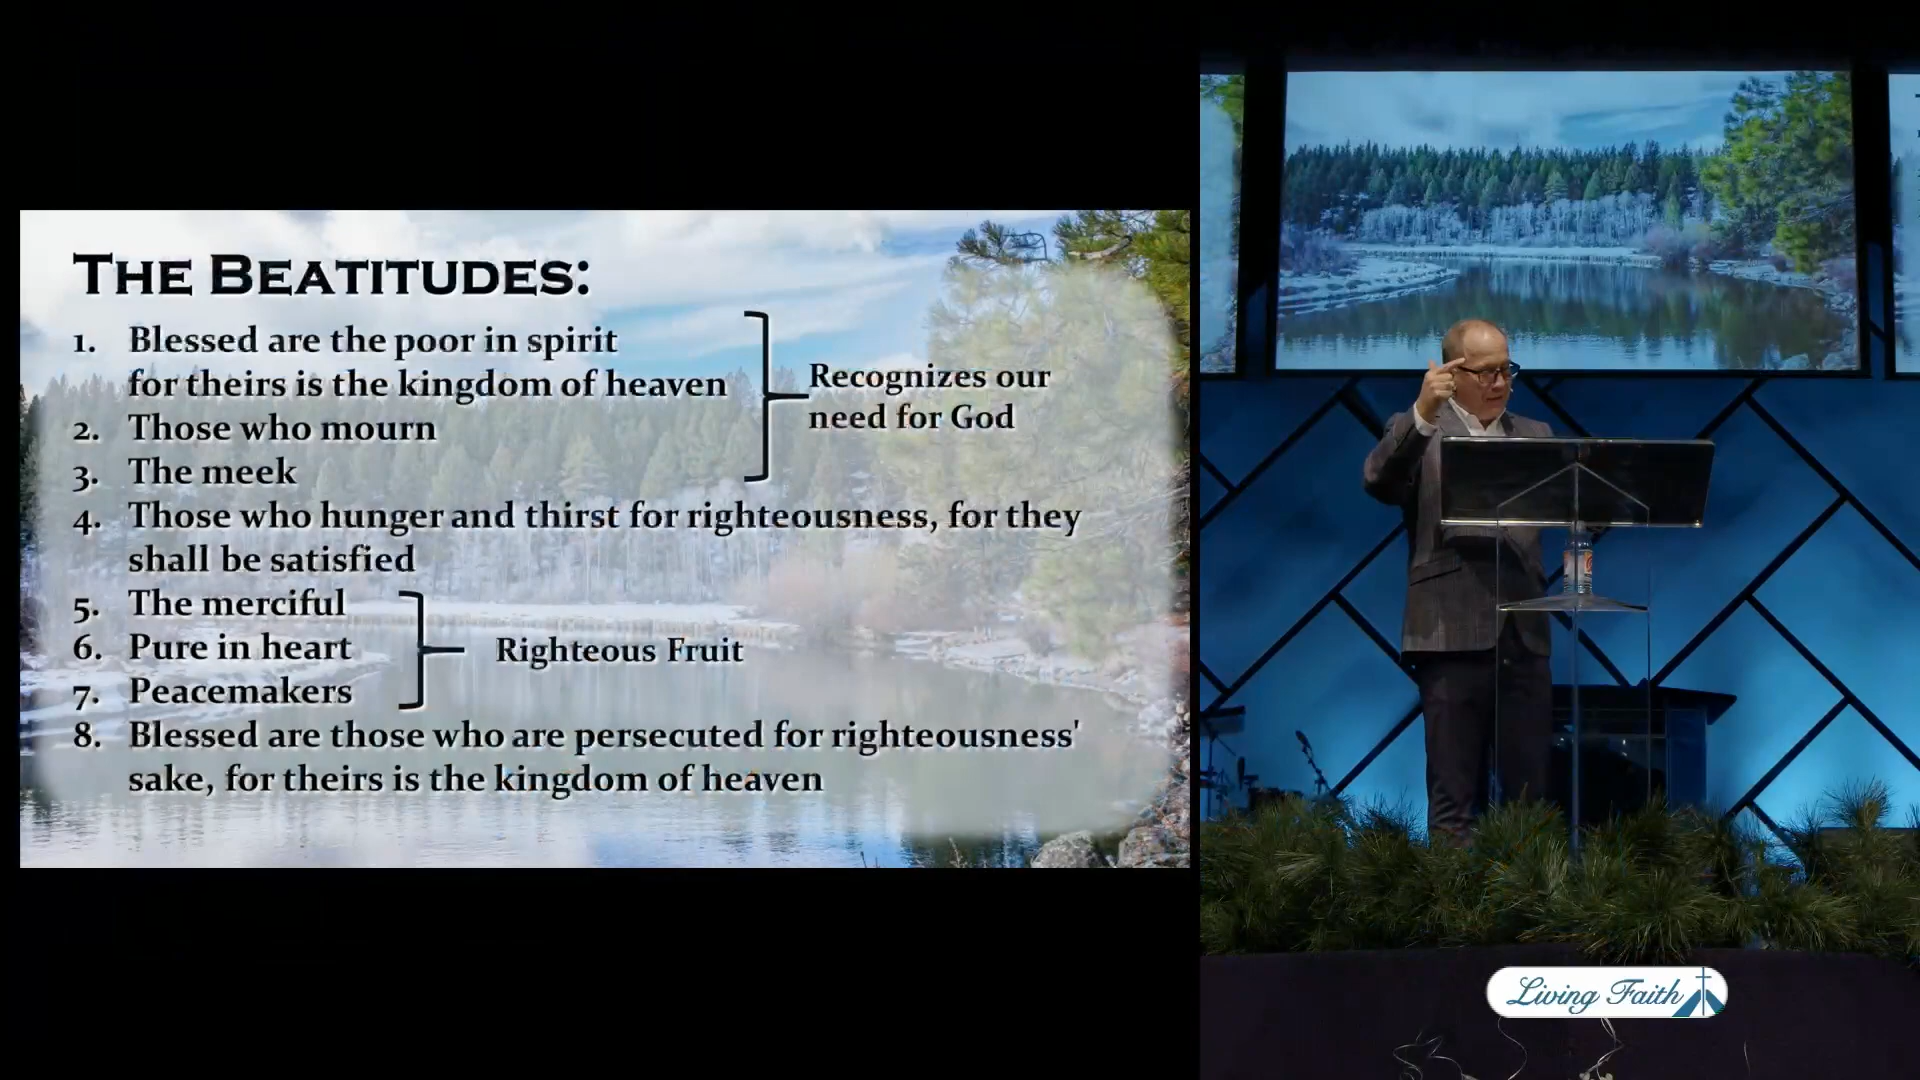 THE BEATITUDES:
1. Blessed are the poor in spirit
for theirs is the kingdom of heaven
2. Those who mourn
3. The meek
Recognizes our
need for God
4. Those who hunger and thirst for righteousness, for they
shall be satisfied
5. The merciful
6. Pure in heart
7. Peacemakers
Righteous Fruit
8. Blessed are those who are persecuted for righteousness'
sake, for theirs is the kingdom of heaven
Living Faith